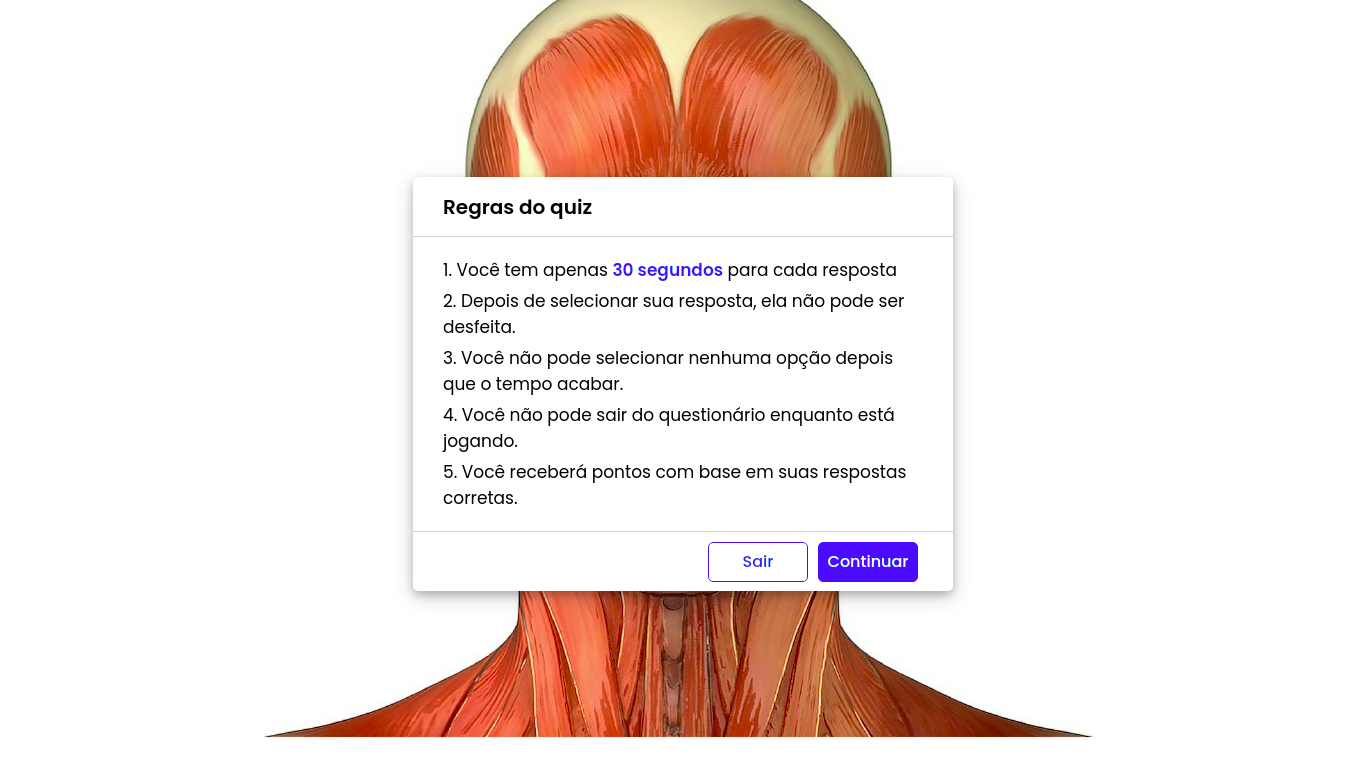 Regras do quiz
1. Você tem apenas 30 segundos para cada resposta
2. Depois de selecionar sua resposta, ela não pode ser
desfeita.
3. Você não pode selecionar nenhuma opção depois
que o tempo acabar.
4. Você não pode sair do questionário enquanto está
jogando.
5. Você receberá pontos com base em suas respostas
corretas.
Sair
Continuar